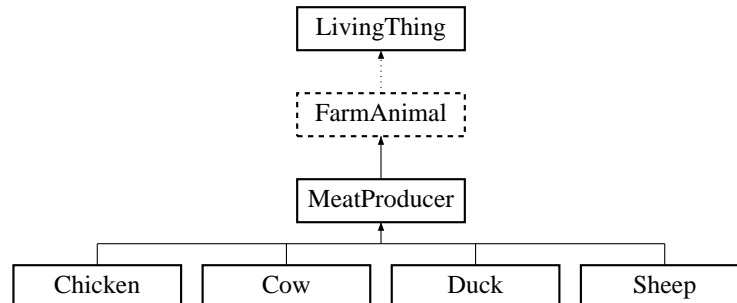 LivingThing
FarmAnimal
MeatProducer
Chicken Cow Duck Sheep